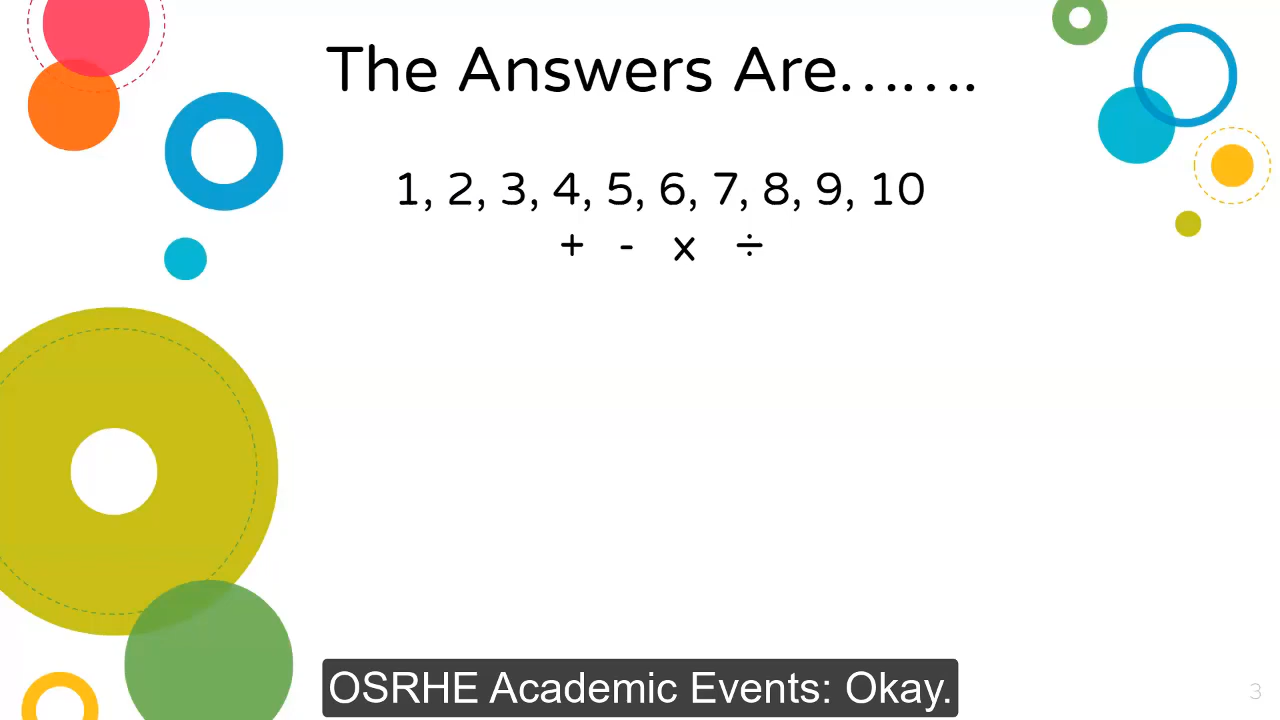 The Answers Are…….
1, 2, 3, 4, 5, 6, 7, 8, 9, 10
+ - x ÷
OSRHE Academic Events: Okay.
3